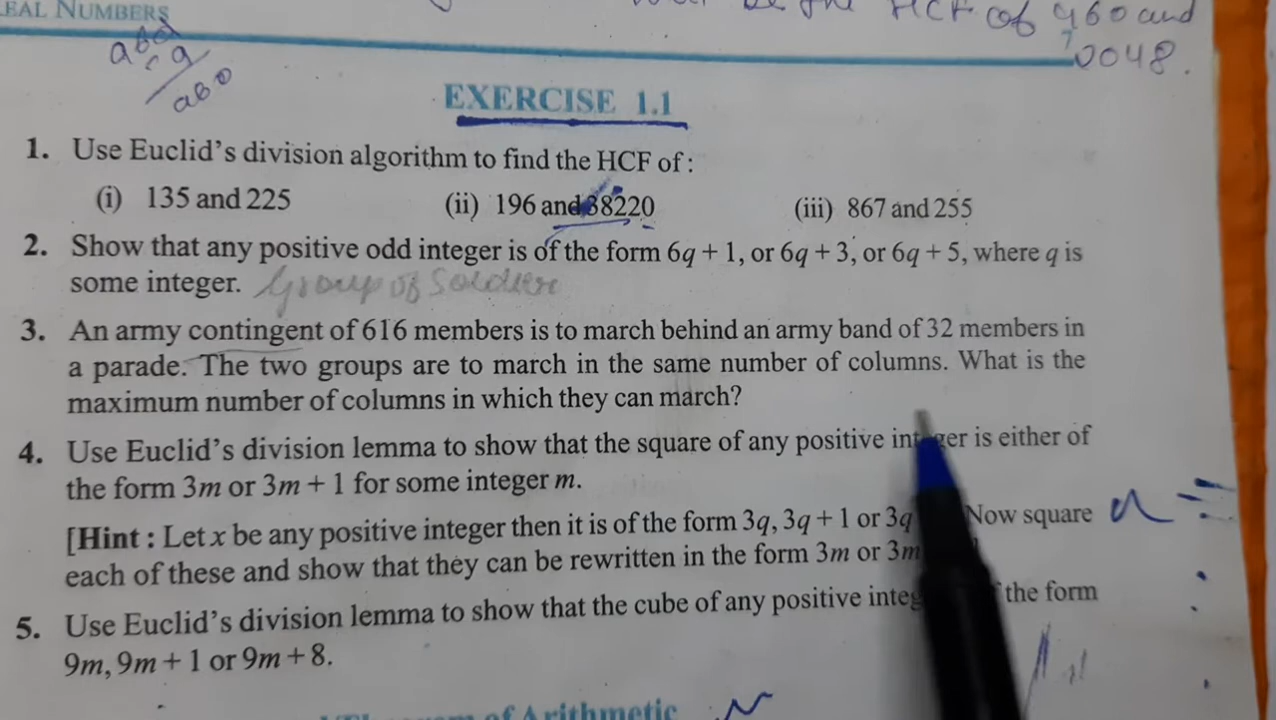 EAL NUMBERS
HCF of 960 and
EXERCISE 1.1
1. Use Euclid's division algorithm to find the HCF of :
(i) 135 and 225 (ii) 196 and 38220 (iii) 867 and 255
2. Show that any positive odd integer is of the form 6q + 1, or 6q + 3, or 6q + 5, where q is
some integer. Group of Soldiers
3. An army contingent of 616 members is to march behind an army band of 32 members in
a parade. The two groups are to march in the same number of columns. What is the
maximum number of columns in which they can march?
4. Use Euclid's division lemma to show that the square of any positive integer is either of
the form 3m or 3m + 1 for some integer m.
[Hint : Let x be any positive integer then it is of the form 3q, 3q + 1 or 3q Now square
each of these and show that they can be rewritten in the form 3m or 3m
5. Use Euclid's division lemma to show that the cube of any positive integ the form
9m, 9m + 1 or 9m + 8.
of Arithmetic